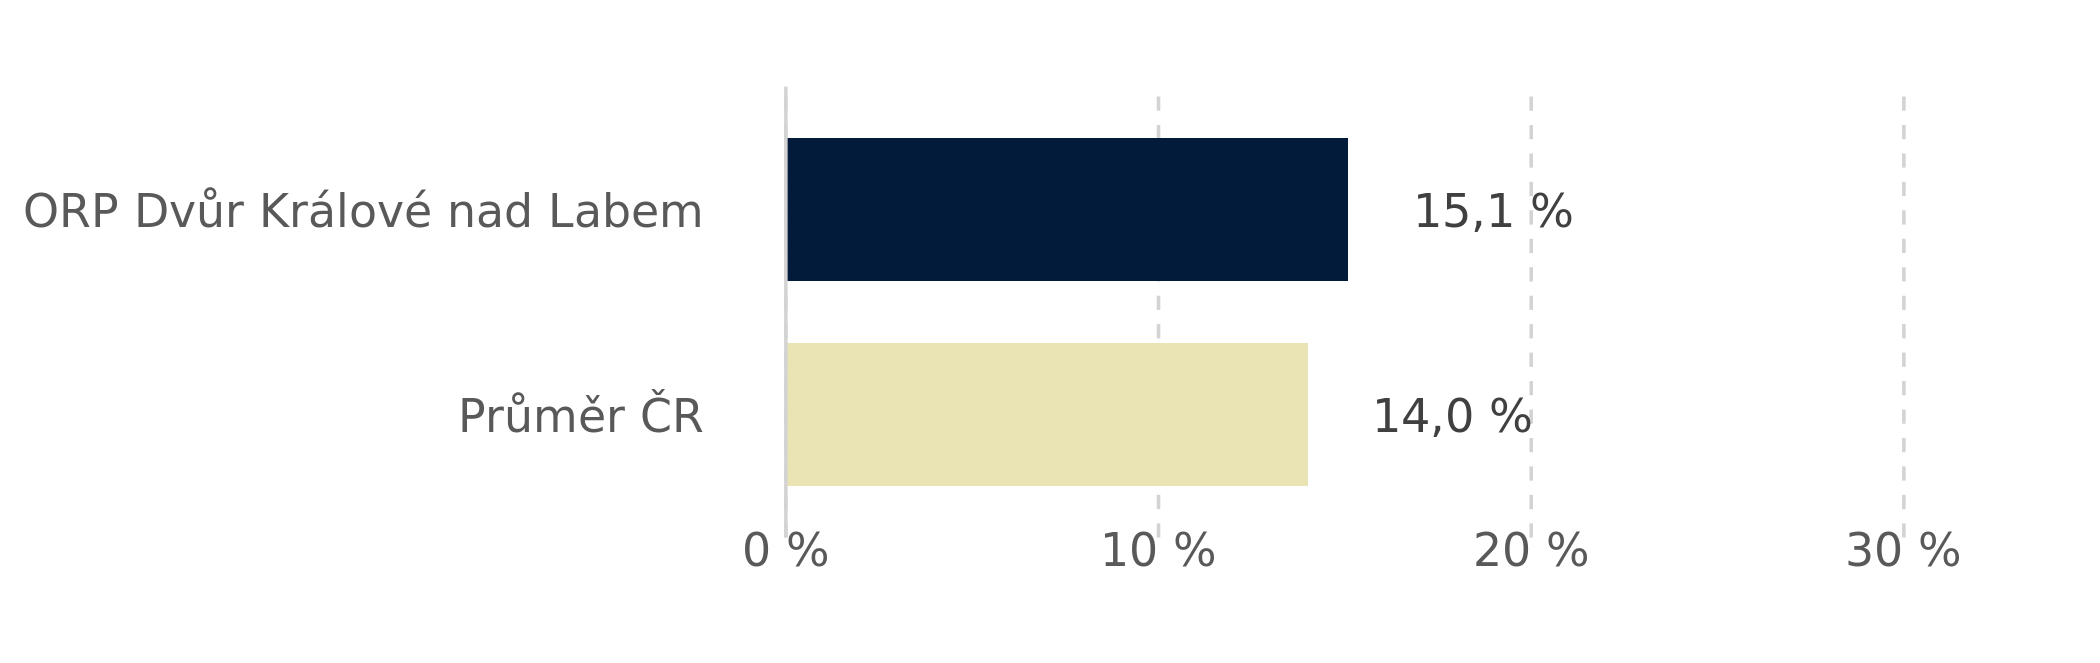 ORP Dvůr Králové nad Labem 15,1 %
Průměr ČR 14,0 %
0 % 10 % 20 % 30 %